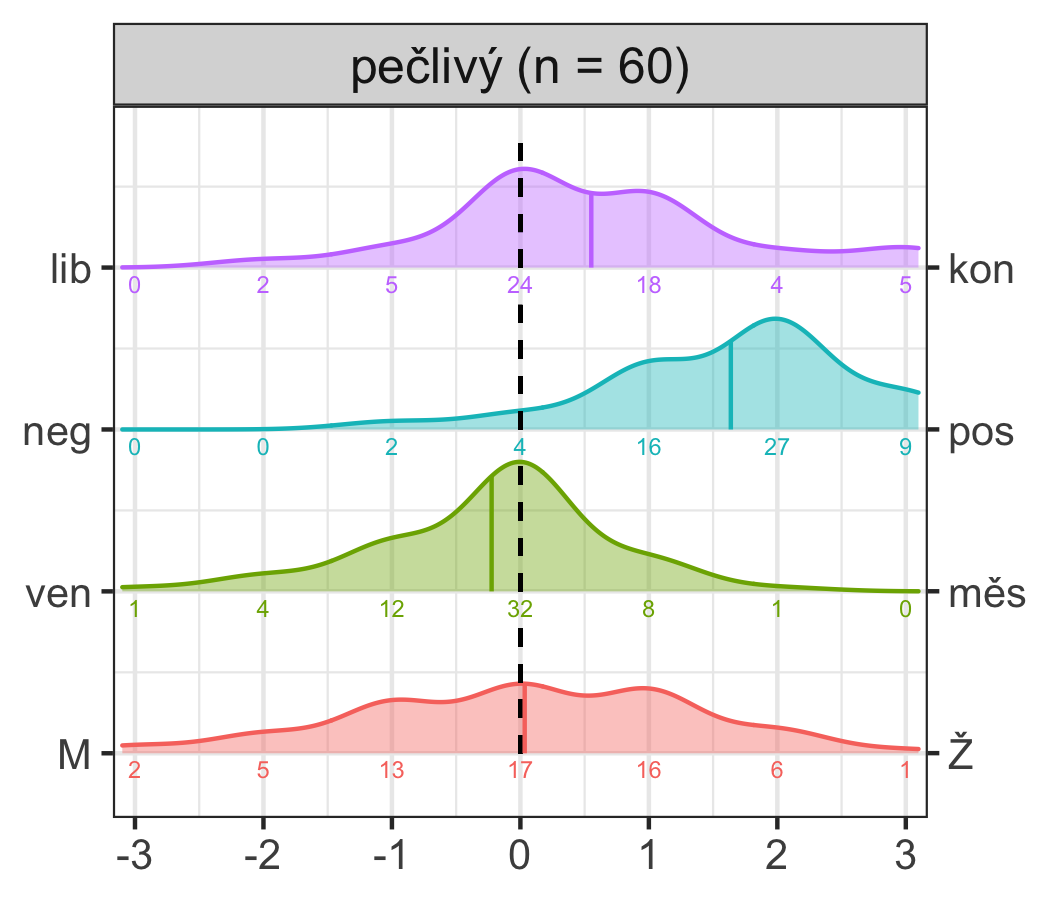 pečlivý (n = 60)
lib kon
0 2 5 24 18 4 5
neg pos
0 0 2 4 16 27 9
ven měs
1 4 12 32 8 1 0
M Ž
2 5 13 17 16 6 1
-3 -2 -1 0 1 2 3